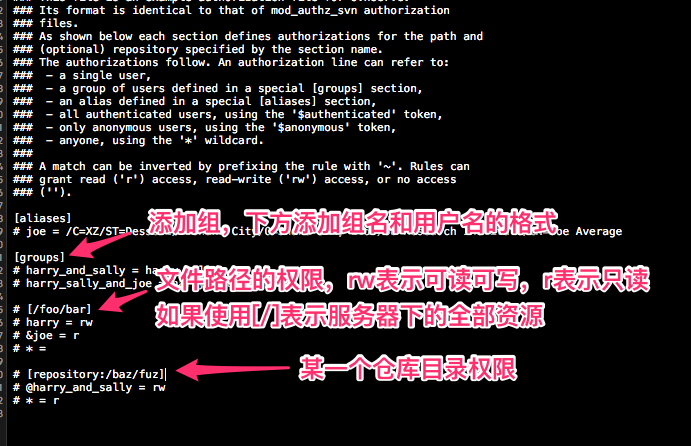 ### Its format is identical to that of mod_authz_svn authorization
### files.
### As shown below each section defines authorizations for the path and
### (optional) repository specified by the section name.
### The authorizations follow. An authorization line can refer to:
### - a single user,
### - a group of users defined in a special [groups] section,
### - an alias defined in a special [aliases] section,
### - all authenticated users, using the '$authenticated' token,
### - only anonymous users, using the '$anonymous' token,
### - anyone, using the '*' wildcard.
###
### A match can be inverted by prefixing the rule with '~'. Rules can
### grant read ('r') access, read-write ('rw') access, or no access
### ('').
[aliases]
添加组，下方添加组名和用户名的格式
# joe = /C=XZ/ST=Dess oe Average
[groups]
# harry_and_sally = ha
文件路径的权限，rw表示可读可写，r表示只读
# harry_sally_and_joe
# [/foo/bar]
如果使用[/]表示服务器下的全部资源
# harry = rw
# &joe = r
# * =
# [repository:/baz/fuz]
某一个仓库目录权限
# @harry_and_sally = rw
# * = r